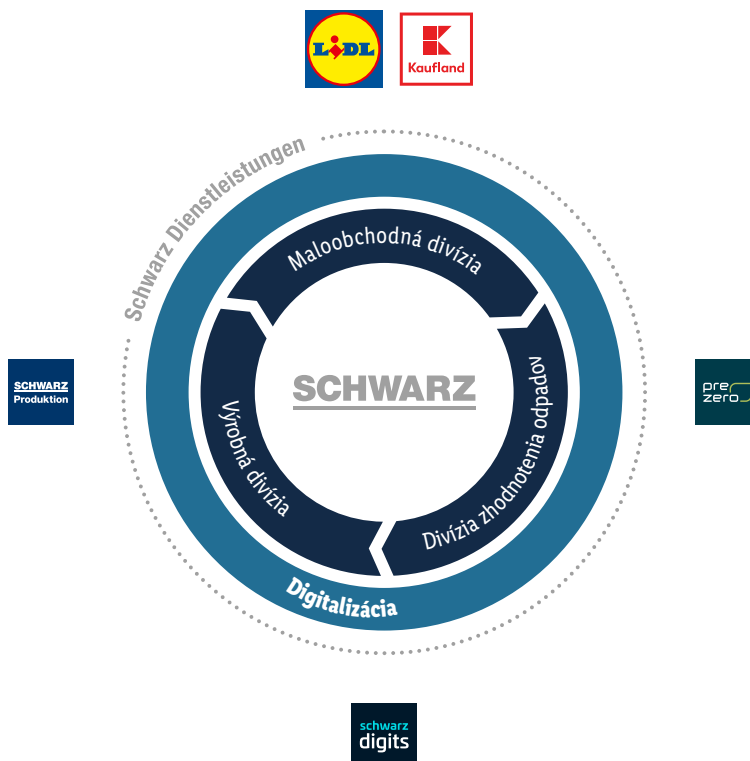 LiDL
Kaufland
Schwarz Dienstleistungen
Maloobchodná divízia
SCHWARZ
Produktion
SCHWARZ
pre
zero
Výrobná divízia
Divízia zhodnotenia odpadov
Digitalizácia
schwarz
digits